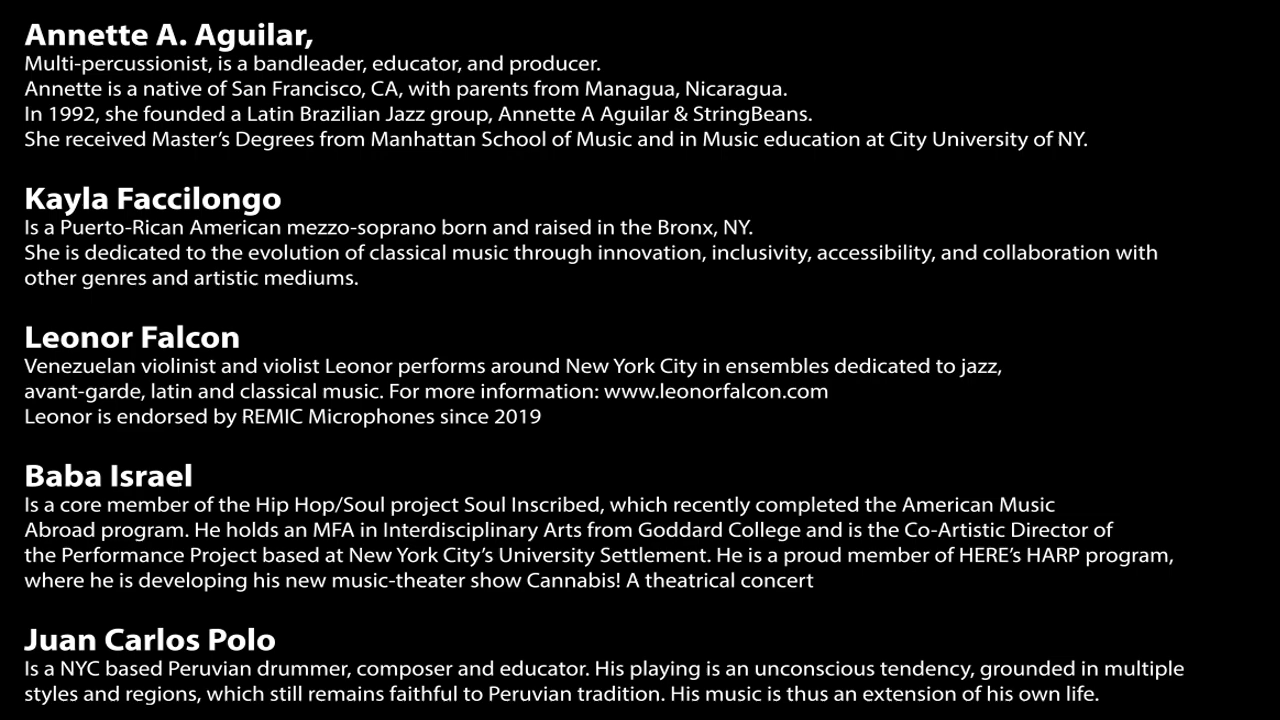 Annette A. Aguilar,
Multi-percussionist, is a bandleader, educator, and producer.
Annette is a native of San Francisco, CA, with parents from Managua, Nicaragua.
In 1992, she founded a Latin Brazilian Jazz group, Annette A Aguilar & StringBeans.
She received Master’s Degrees from Manhattan School of Music and in Music education at City University of NY.
Kayla Faccilongo
Is a Puerto-Rican American mezzo-soprano born and raised in the Bronx, NY.
She is dedicated to the evolution of classical music through innovation, inclusivity, accessibility, and collaboration with
other genres and artistic mediums.
Leonor Falcon
Venezuelan violinist and violist Leonor performs around New York City in ensembles dedicated to jazz,
avant-garde, latin and classical music. For more information: www.leonorfalcon.com
Leonor is endorsed by REMIC Microphones since 2019
Baba Israel
Is a core member of the Hip Hop/Soul project Soul Inscribed, which recently completed the American Music
Abroad program. He holds an MFA in Interdisciplinary Arts from Goddard College and is the Co-Artistic Director of
the Performance Project based at New York City’s University Settlement. He is a proud member of HERE’s HARP program,
where he is developing his new music-theater show Cannabis! A theatrical concert
Juan Carlos Polo
Is a NYC based Peruvian drummer, composer and educator. His playing is an unconscious tendency, grounded in multiple
styles and regions, which still remains faithful to Peruvian tradition. His music is thus an extension of his own life.